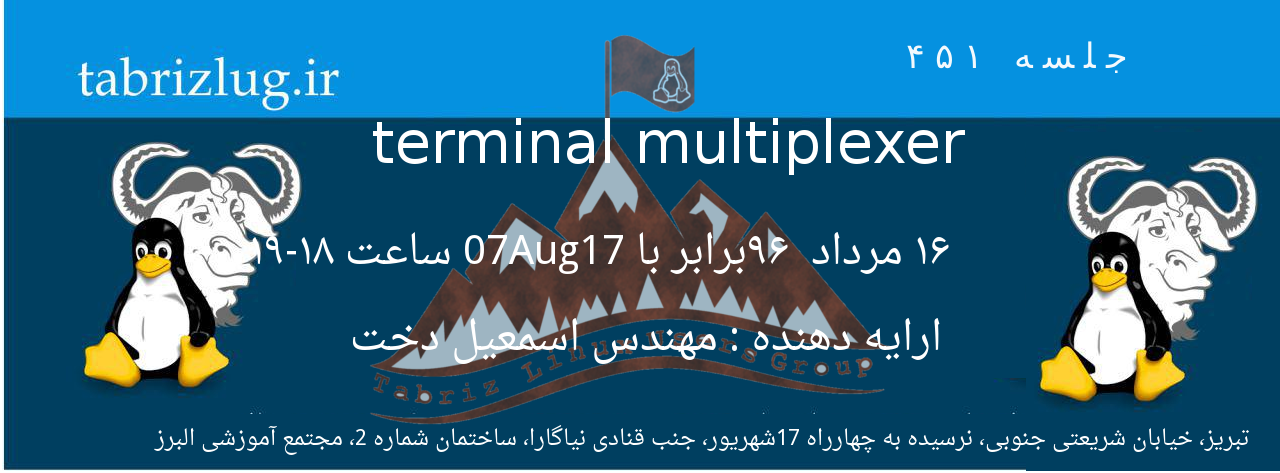 جلسه ۴۵۱
tabrizlug.ir
terminal multiplexer
۱۶ مرداد ۹۶برابر با 07Aug17 ساعت ۱۸-۱۹
ارایه دهنده : مهندس اسمعیل دخت
Tabriz Linux Users Group
تبریز، خیابان شریعتی جنوبی، نرسیده به چهارراه 17شهریور، جنب قنادی نیاگارا، ساختمان شماره 2، مجتمع آموزشی البرز